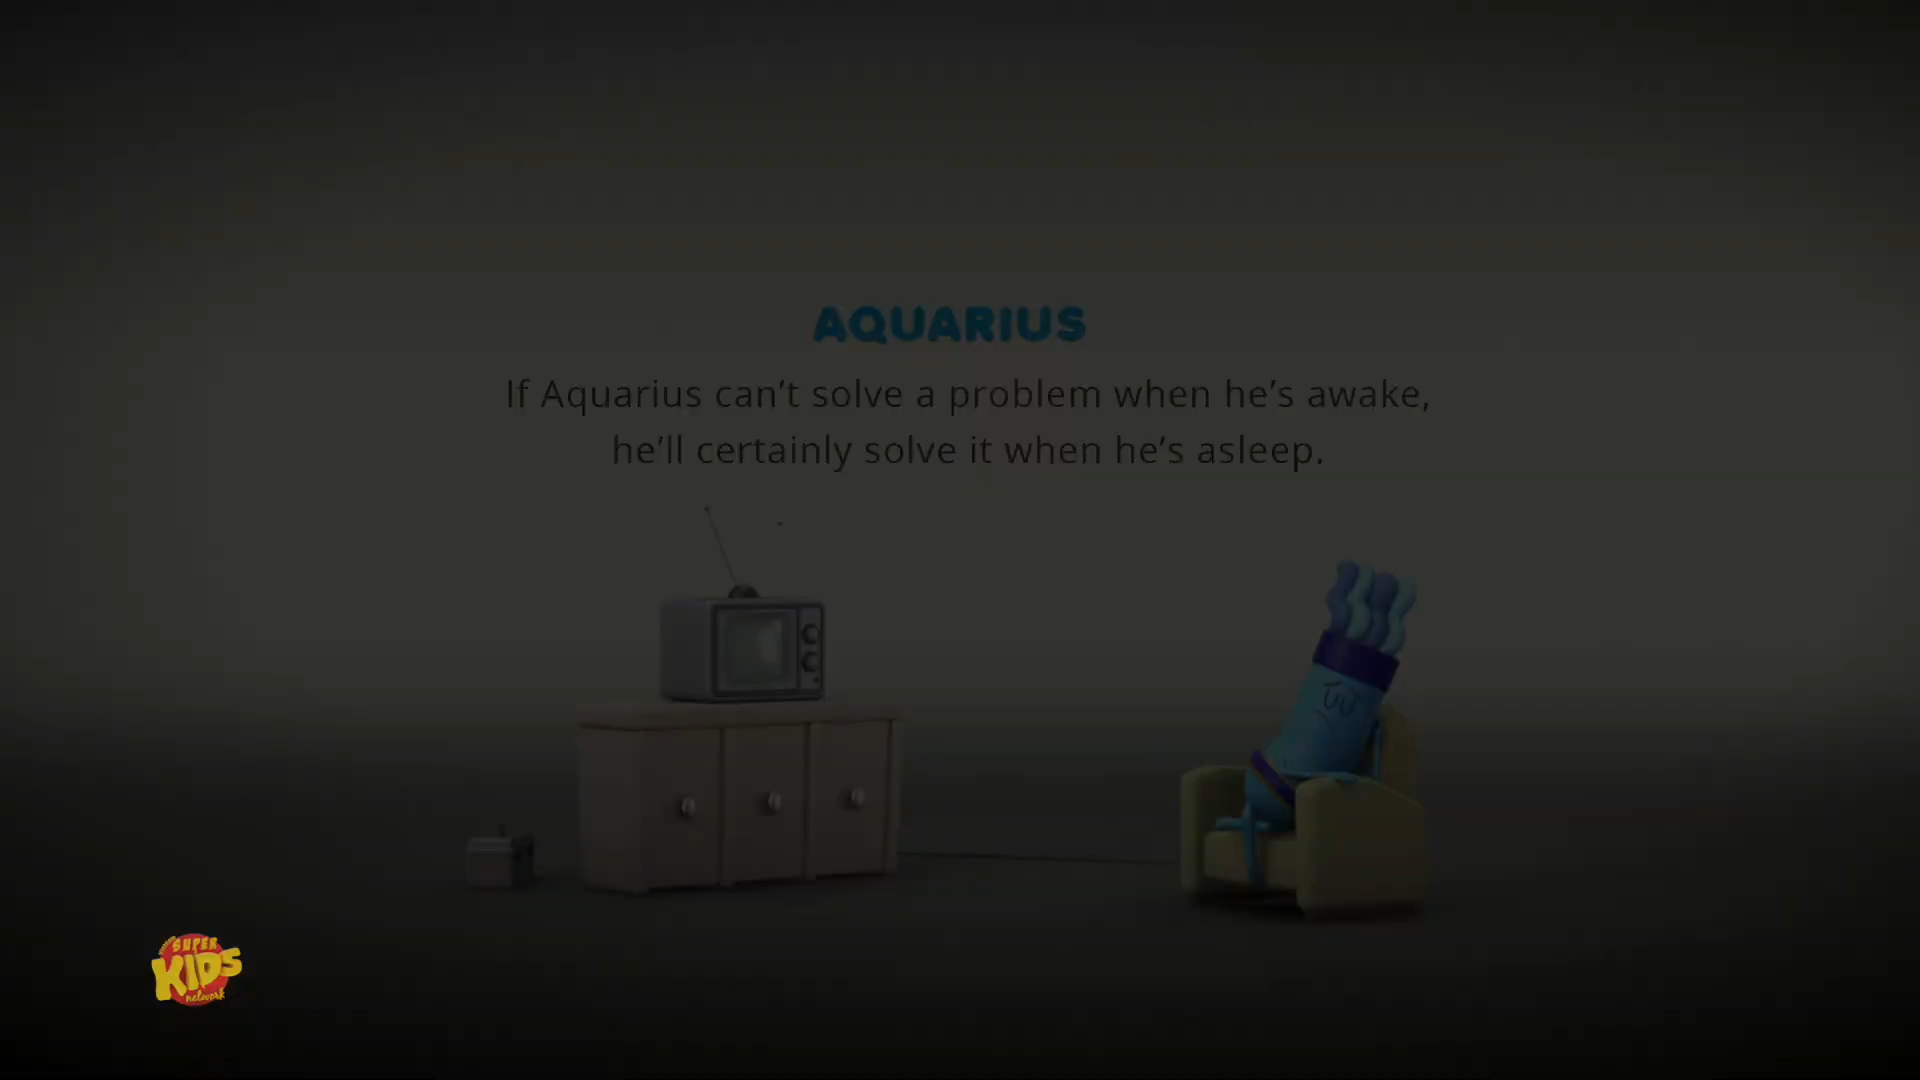 AQUARIUS
If Aquarius can’t solve a problem when he’s awake,
he’ll certainly solve it when he’s asleep.
SUPER
KIDS
network